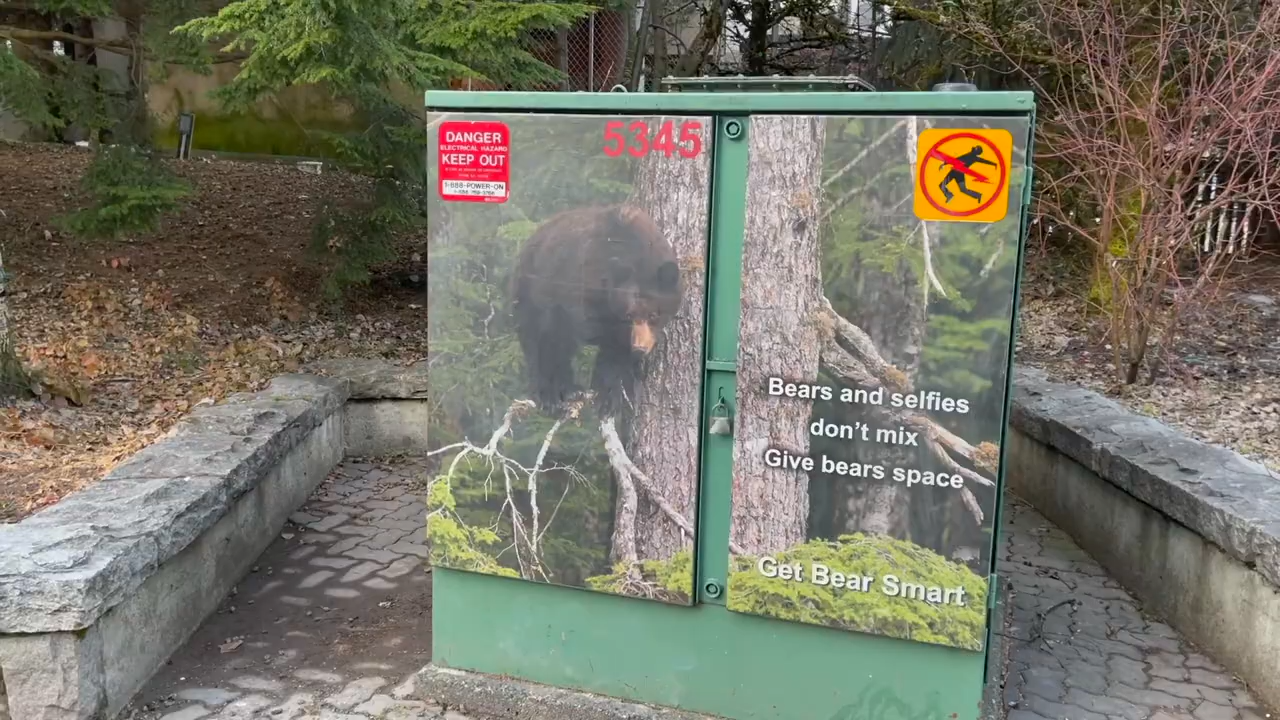 DANGER
ELECTRICAL HAZARD
KEEP OUT
1-888-POWER-ON
5345
Bears and selfies
don't mix
Give bears space
Get Bear Smart